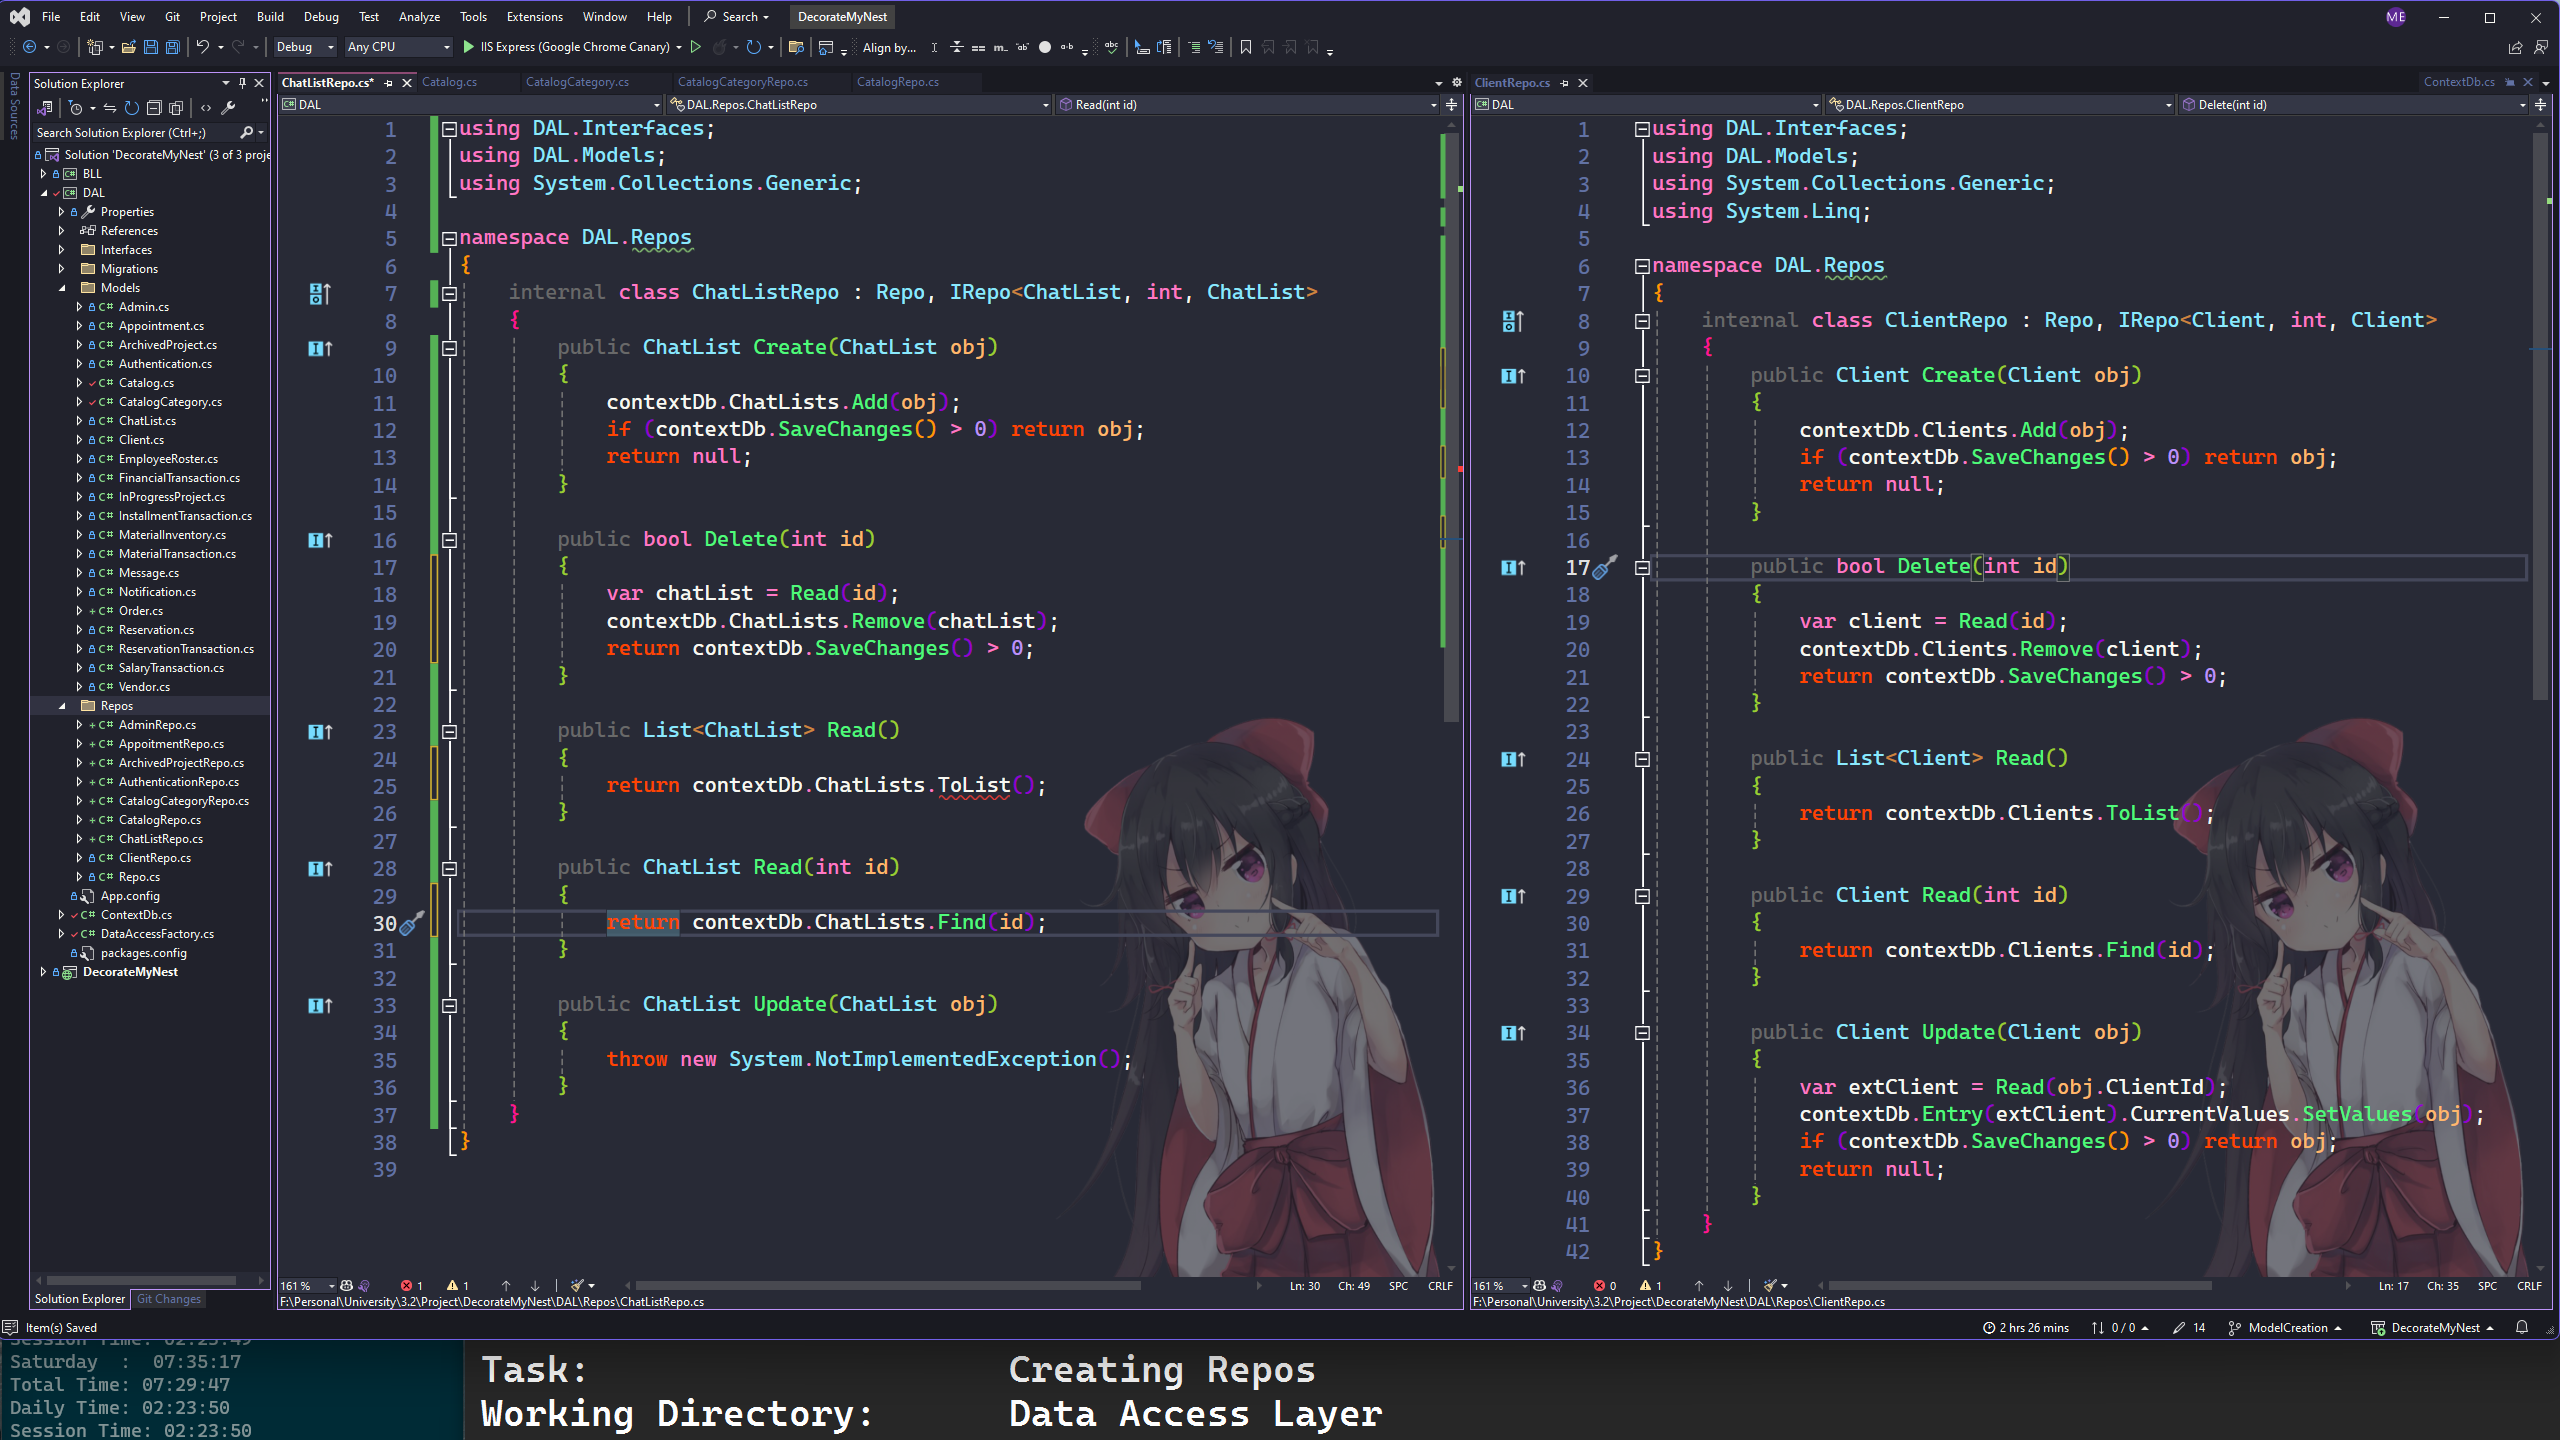 File Edit View Git Project Build Debug Test Analyze Tools Extensions Window Help Search DecorateMyNest ME
Debug Any CPU IIS Express (Google Chrome Canary) Align by...
Data Sources
Solution Explorer
Search Solution Explorer (Ctrl+;)
Solution 'DecorateMyNest' (3 of 3 proje
BLL
DAL
Properties
References
Interfaces
Migrations
Models
C# Admin.cs
C# Appointment.cs
C# ArchivedProject.cs
C# Authentication.cs
C# Catalog.cs
C# CatalogCategory.cs
C# ChatList.cs
C# Client.cs
C# EmployeeRoster.cs
C# FinancialTransaction.cs
C# InProgressProject.cs
C# InstallmentTransaction.cs
C# MaterialInventory.cs
C# MaterialTransaction.cs
C# Message.cs
C# Notification.cs
+ C# Order.cs
C# Reservation.cs
C# ReservationTransaction.cs
C# SalaryTransaction.cs
C# Vendor.cs
Repos
+ C# AdminRepo.cs
+ C# AppoitmentRepo.cs
+ C# ArchivedProjectRepo.cs
+ C# AuthenticationRepo.cs
+ C# CatalogCategoryRepo.cs
+ C# CatalogRepo.cs
+ C# ChatListRepo.cs
C# ClientRepo.cs
+ C# Repo.cs
App.config
C# ContextDb.cs
C# DataAccessFactory.cs
packages.config
DecorateMyNest
Solution Explorer Git Changes
ChatListRepo.cs* Catalog.cs CatalogCategory.cs CatalogCategoryRepo.cs CatalogRepo.cs
DAL DAL.Repos.ChatListRepo Read(int id)
1 using DAL.Interfaces;
2 using DAL.Models;
3 using System.Collections.Generic;
4
5 namespace DAL.Repos
6 {
7 internal class ChatListRepo : Repo, IRepo<ChatList, int, ChatList>
8 {
9 public ChatList Create(ChatList obj)
10 {
11 contextDb.ChatLists.Add(obj);
12 if (contextDb.SaveChanges() > 0) return obj;
13 return null;
14 }
15
16 public bool Delete(int id)
17 {
18 var chatList = Read(id);
19 contextDb.ChatLists.Remove(chatList);
20 return contextDb.SaveChanges() > 0;
21 }
22
23 public List<ChatList> Read()
24 {
25 return contextDb.ChatLists.ToList();
26 }
27
28 public ChatList Read(int id)
29 {
30 return contextDb.ChatLists.Find(id);
31 }
32
33 public ChatList Update(ChatList obj)
34 {
35 throw new System.NotImplementedException();
36 }
37 }
38 }
39
161 % 1 1 Ln: 30 Ch: 49 SPC CRLF
F:\Personal\University\3.2\Project\DecorateMyNest\DAL\Repos\ChatListRepo.cs
ClientRepo.cs ContextDb.cs
DAL DAL.Repos.ClientRepo Delete(int id)
1 using DAL.Interfaces;
2 using DAL.Models;
3 using System.Collections.Generic;
4 using System.Linq;
5
6 namespace DAL.Repos
7 {
8 internal class ClientRepo : Repo, IRepo<Client, int, Client>
9 {
10 public Client Create(Client obj)
11 {
12 contextDb.Clients.Add(obj);
13 if (contextDb.SaveChanges() > 0) return obj;
14 return null;
15 }
16
17 public bool Delete(int id)
18 {
19 var client = Read(id);
20 contextDb.Clients.Remove(client);
21 return contextDb.SaveChanges() > 0;
22 }
23
24 public List<Client> Read()
25 {
26 return contextDb.Clients.ToList();
27 }
28
29 public Client Read(int id)
30 {
31 return contextDb.Clients.Find(id);
32 }
33
34 public Client Update(Client obj)
35 {
36 var extClient = Read(obj.ClientId);
37 contextDb.Entry(extClient).CurrentValues.SetValues(obj);
38 if (contextDb.SaveChanges() > 0) return obj;
39 return null;
40 }
41 }
42 }
161 % 0 1 Ln: 17 Ch: 35 SPC CRLF
F:\Personal\University\3.2\Project\DecorateMyNest\DAL\Repos\ClientRepo.cs
Item(s) Saved 2 hrs 26 mins 0 / 0 14 ModelCreation DecorateMyNest
Session Time: 02:23:49
Saturday : 07:35:17
Total Time: 07:29:47
Daily Time: 02:23:50
Session Time: 02:23:50
Task: Creating Repos
Working Directory: Data Access Layer